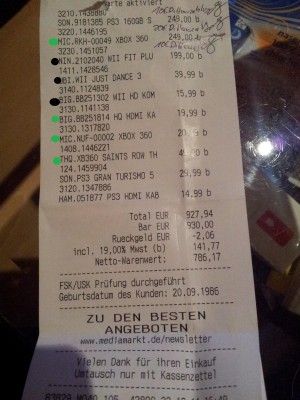 arte aktiviert
3210.1436880
SON.9181385 PS3 160GB S 249,00 b
3220.1446195
MIC.RKH-00049 XBOX 360 249,00 b
3230.1451057
NIN.2102040 WII FIT PLU 199,00 b
1411.1428546
UBI.WII JUST DANCE 3 39,99 b
3140.1124839
BIG.BB251302 WII HD KOM 15,99 b
3130.1141138
BIG.BB251814 HQ HDMI KA 19,99 b
3130.1317820
MIC.NUF-00002 XBOX 360 b
1408.1446221
THQ.XB360 SAINTS ROW TH b
124.1459904
SON.PS3 GRAN TURISMO 5 29,99 b
3120.1347886
HAM.051877 PS3 HDMI KAB 14,99 b
Total EUR 927,94
Bar EUR 930,00
Rueckgeld EUR -2,06
incl. 19,00% Mwst (b) 141,77
Netto-Warenwert: 786,17
FSK/USK Prüfung durchgeführt
Geburtsdatum des Kunden: 20.09.1986
ZU DEN BESTEN
ANGEBOTEN
www.mediamarkt.de/newsletter
Vielen Dank für ihren Einkauf
Umtausch nur mit Kassenzettel